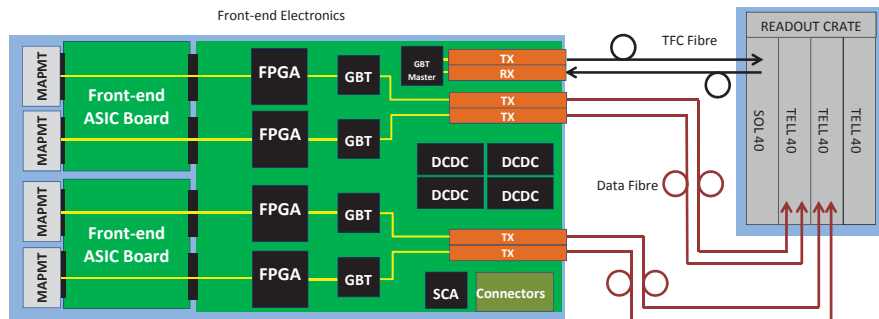 Front-end Electronics
READOUT CRATE
TFC Fibre
Data Fibre
SOL 40
TELL 40
TELL 40
TELL 40
MAPMT
MAPMT
MAPMT
MAPMT
Front-end
ASIC Board
Front-end
ASIC Board
FPGA
FPGA
FPGA
FPGA
GBT
GBT
GBT
GBT
GBT
Master
TX
RX
TX
TX
DCDC
DCDC
DCDC
DCDC
TX
TX
SCA
Connectors